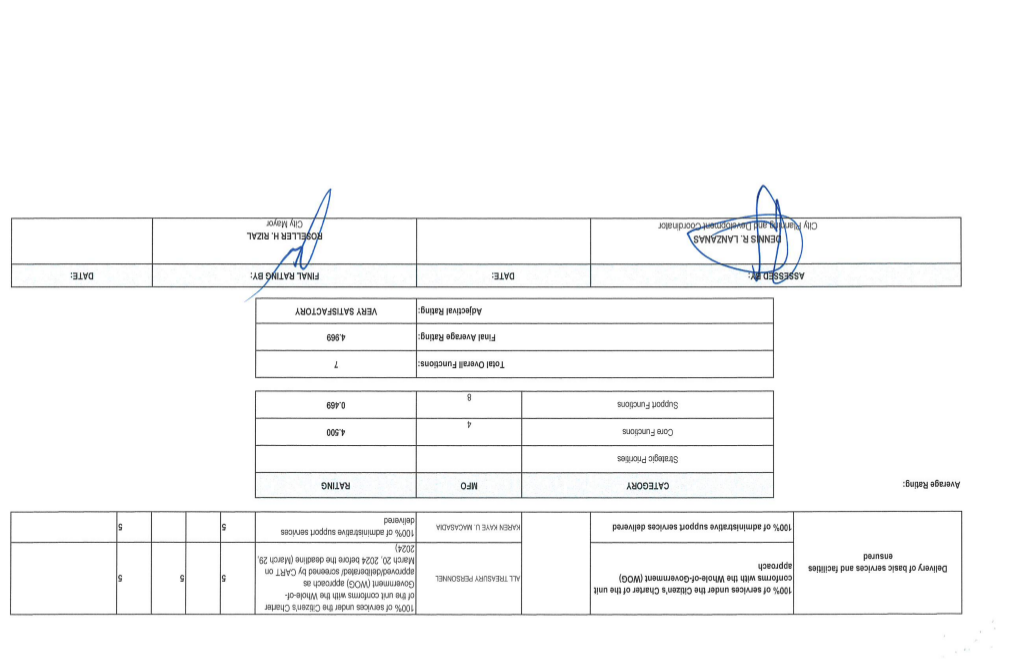 Delivery of basic services and facilities
ensured
100% of services under the Citizen's Charter of the unit
conforms with the Whole-of-Government (WOG)
approach
ALL TREASURY PERSONNEL
100% of services under the Citizen's Charter
of the unit conforms with the Whole-of-
Government (WOG) approach as
approved/deliberated/ screened by CART on
March 20, 2024 before the deadline (March 29,
2024)
5
5
5
100% of administrative support services delivered
KAREN KAYE U. MACASADIA
100% of administrative support services
delivered
5
5
Average Rating:
CATEGORY
MFO
RATING
Strategic Priorities
Core Functions
4
4.500
Support Functions
8
0.469
Total Overall Functions:
7
Final Average Rating:
4.969
Adjectival Rating:
VERY SATISFACTORY
ASSESSED BY:
DATE:
FINAL RATING BY:
DATE:
DENNIS R. LANZANAS
City Planning and Development Coordinator
ROSELLER H. RIZAL
City Mayor